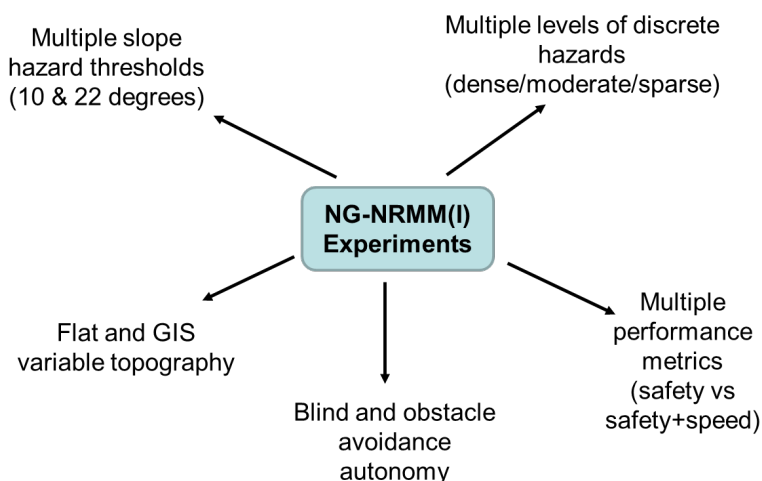 Multiple slope
hazard thresholds
(10 & 22 degrees)
Multiple levels of discrete
hazards
(dense/moderate/sparse)
NG-NRMM(I)
Experiments
Flat and GIS
variable topography
Blind and obstacle
avoidance
autonomy
Multiple
performance
metrics
(safety vs
safety+speed)